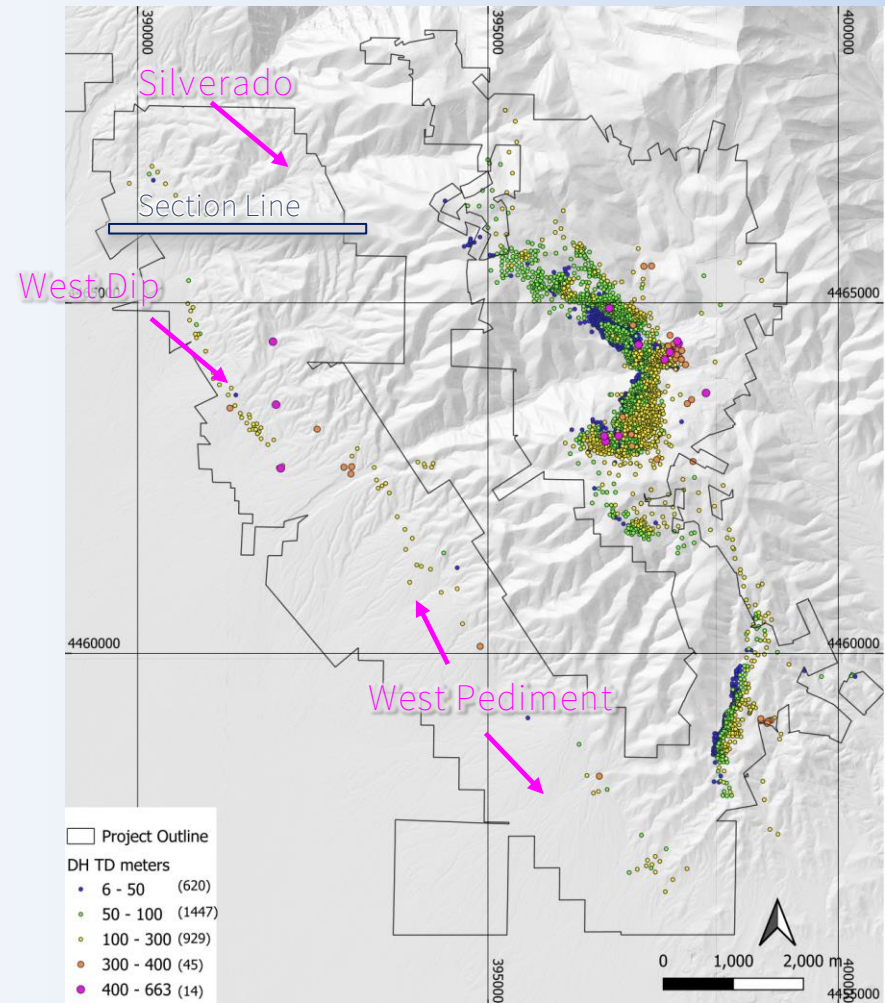 390000
395000
400000
Silverado
Section Line
West Dip
4465000
4460000
West Pediment
Project Outline
DH TD meters
6 - 50 (620)
50 - 100 (1447)
100 - 300 (929)
300 - 400 (45)
400 - 663 (14)
0 1,000 2,000 m
395000
400000
4455000